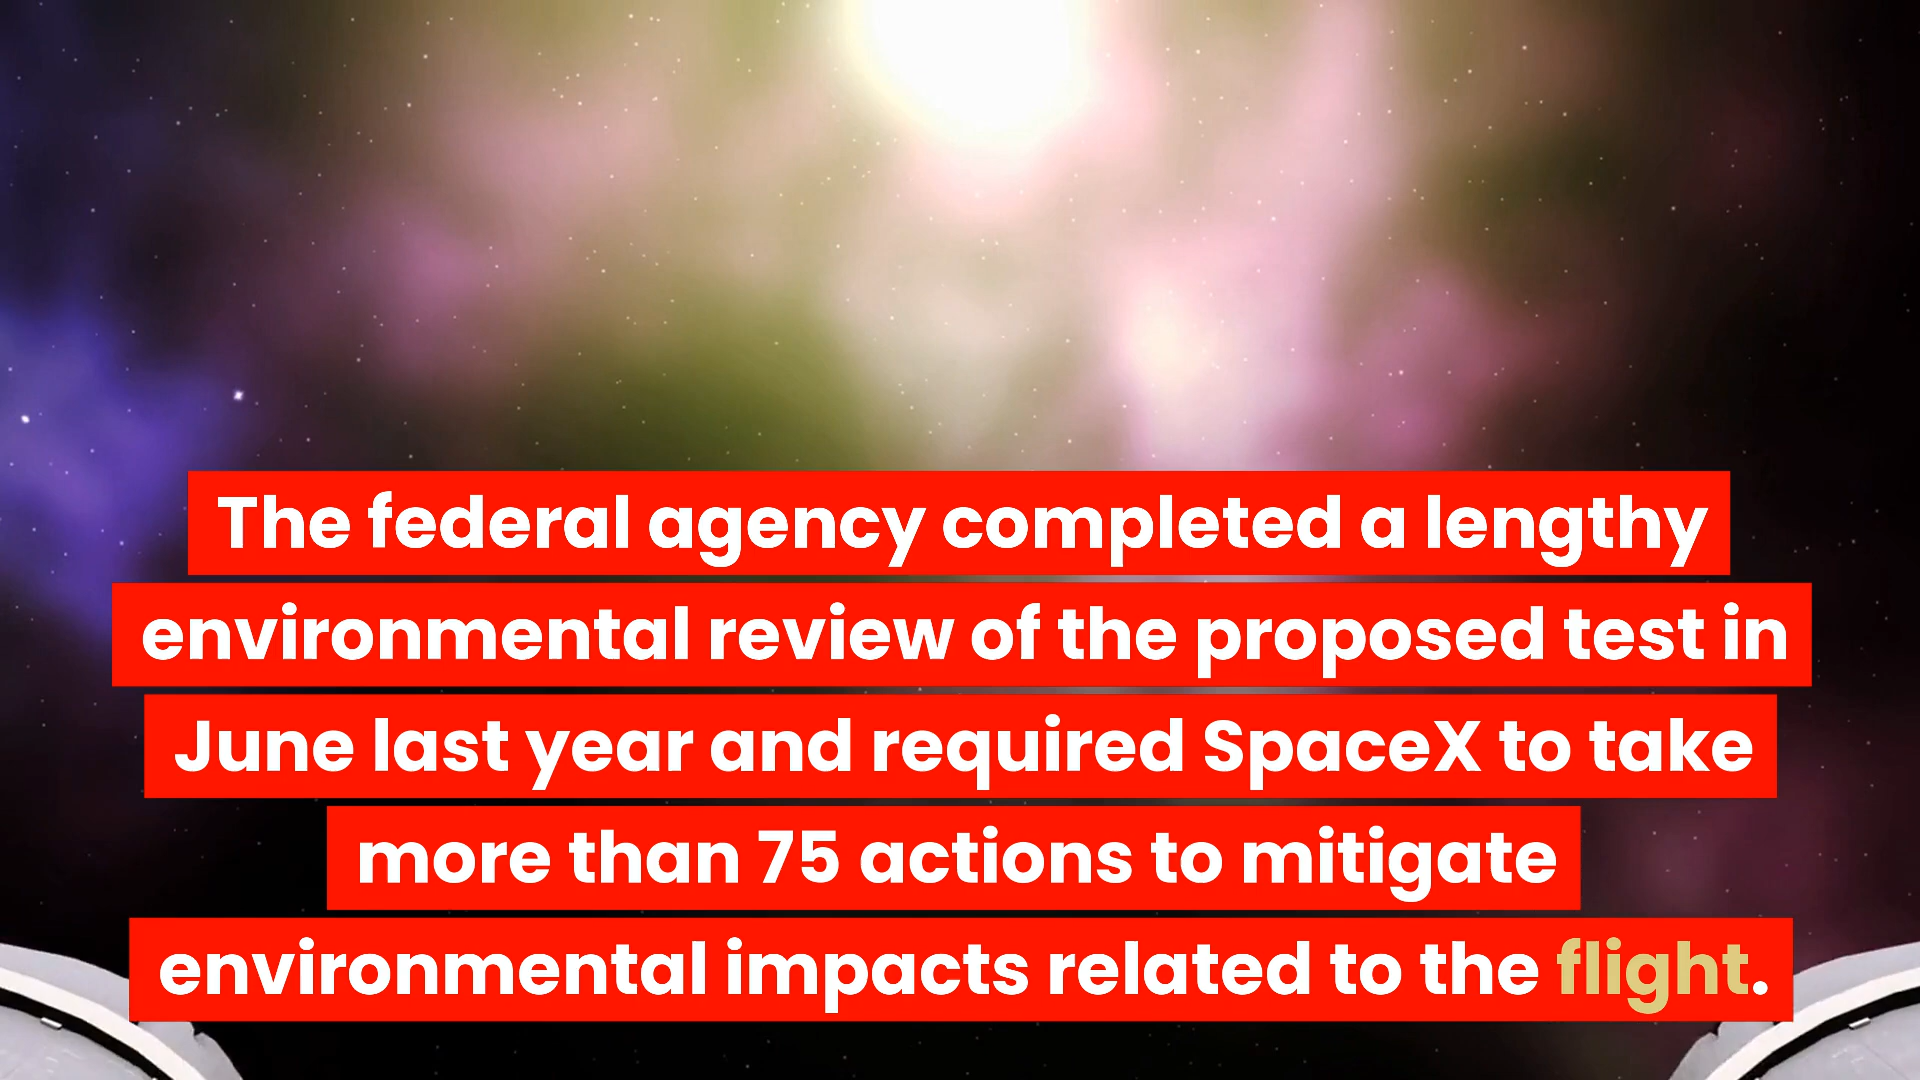 The federal agency completed a lengthy
environmental review of the proposed test in
June last year and required SpaceX to take
more than 75 actions to mitigate
environmental impacts related to the flight.